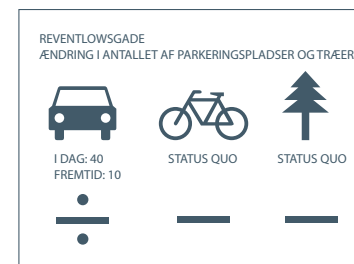 REVENTLOWSGADE
ÆNDRING I ANTALLET AF PARKERINGSPLADSER OG TRÆER
I DAG: 40
FREMTID: 10
STATUS QUO
STATUS QUO